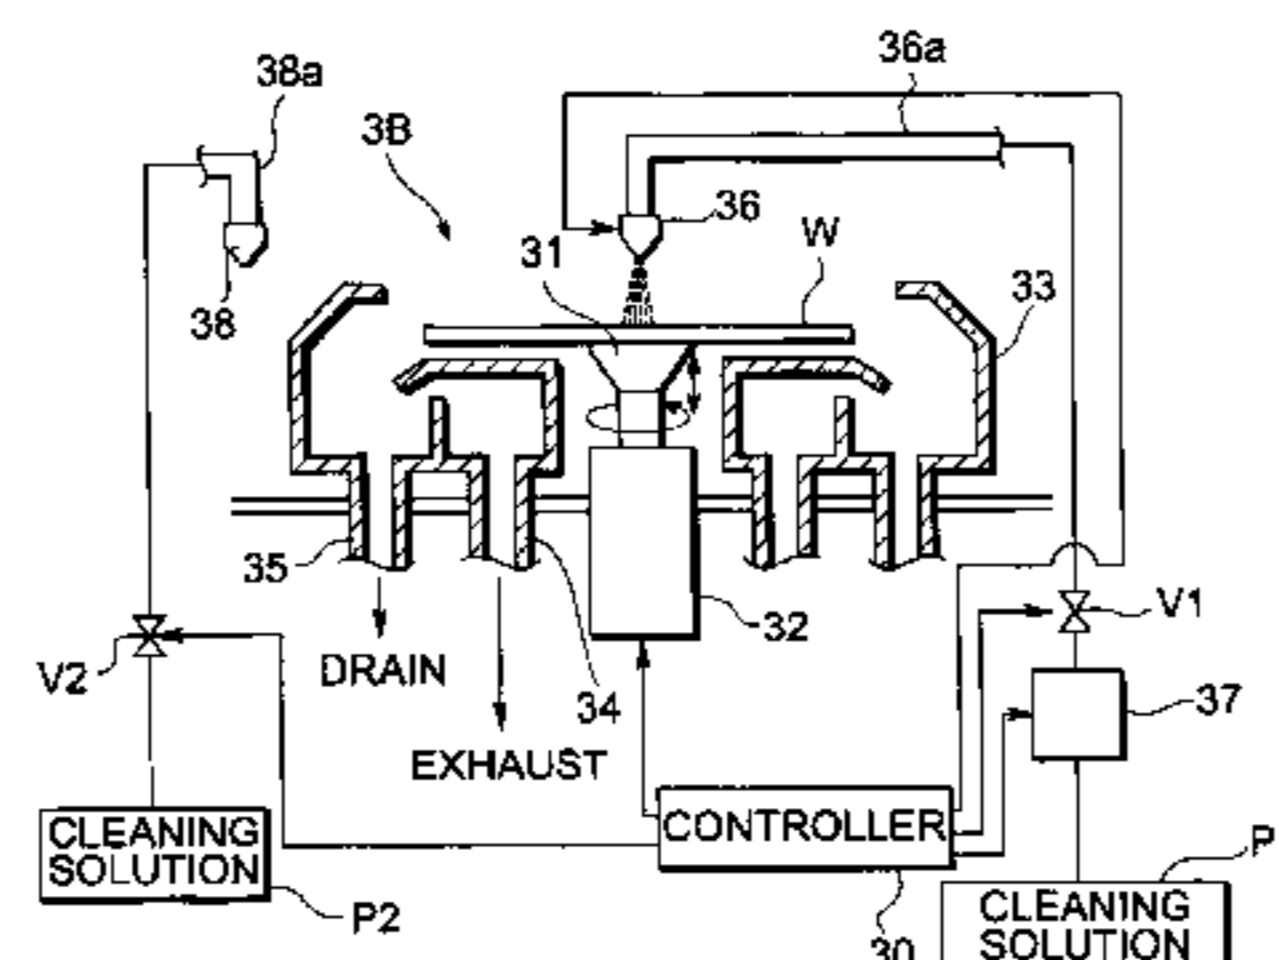 36a
38a
3B
36
W
31
33
38
35
V1
32
DRAIN
V2
34
37
EXHAUST
CONTROLLER
CLEANING
SOLUTION
P
P2
CLEANING
SOLUTION
30